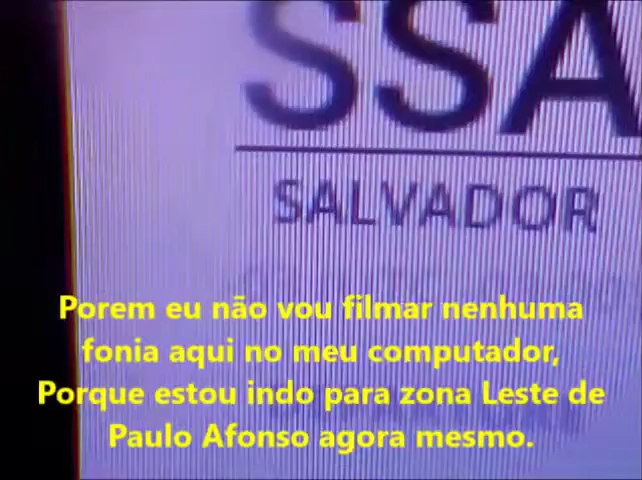 SSA
SALVADOR
Porem eu não vou filmar nenhuma
fonia aqui no meu computador,
Porque estou indo para zona Leste de
Paulo Afonso agora mesmo.